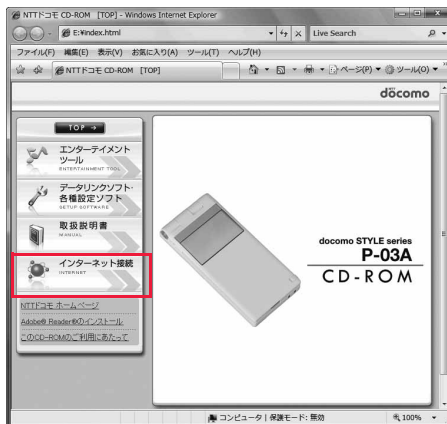 NTTドコモ CD-ROM [TOP] - Windows Internet Explorer
E:¥index.html
Live Search
ファイル(F) 編集(E) 表示(V) お気に入り(A) ツール(T) ヘルプ(H)
NTTドコモ CD-ROM [TOP]
ページ(P) ツール(O)
döcomo
TOP →
エンターテイメント
ツール
ENTERTAINMENT TOOL
データリンクソフト・
各種設定ソフト
SETUP SOFTWARE
取扱説明書
MANUAL
インターネット接続
INTERNET
NTTドコモ ホームページ
Adobe® Reader®のインストール
このCD-ROMのご利用にあたって
docomo STYLE series
P-03A
CD-ROM
コンピュータ | 保護モード: 無効
100%